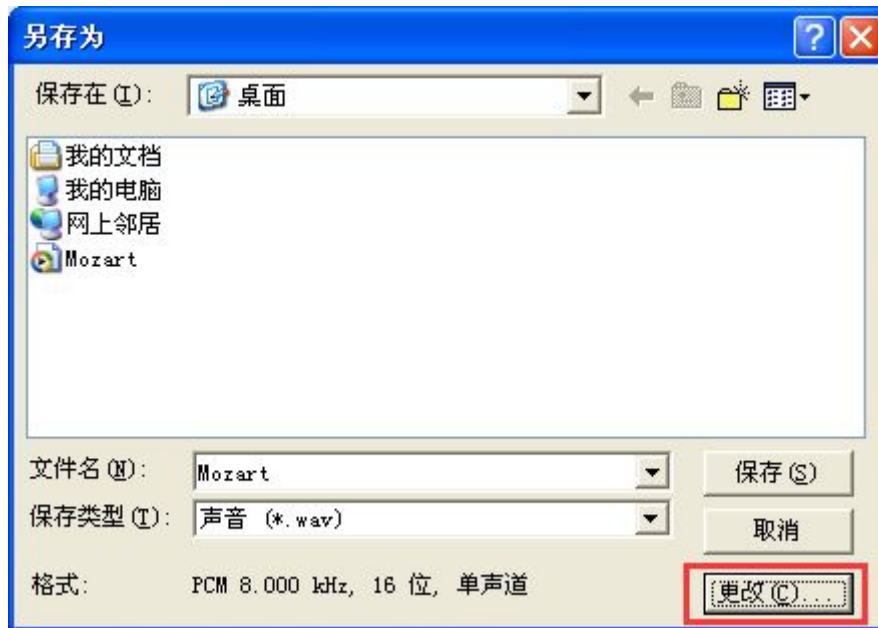 另存为
保存在(I):
桌面
我的文档
我的电脑
网上邻居
Mozart
文件名(N):
Mozart
保存(S)
保存类型(T):
声音 (*.wav)
取消
格式:
PCM 8.000 kHz, 16 位, 单声道
更改(C)...